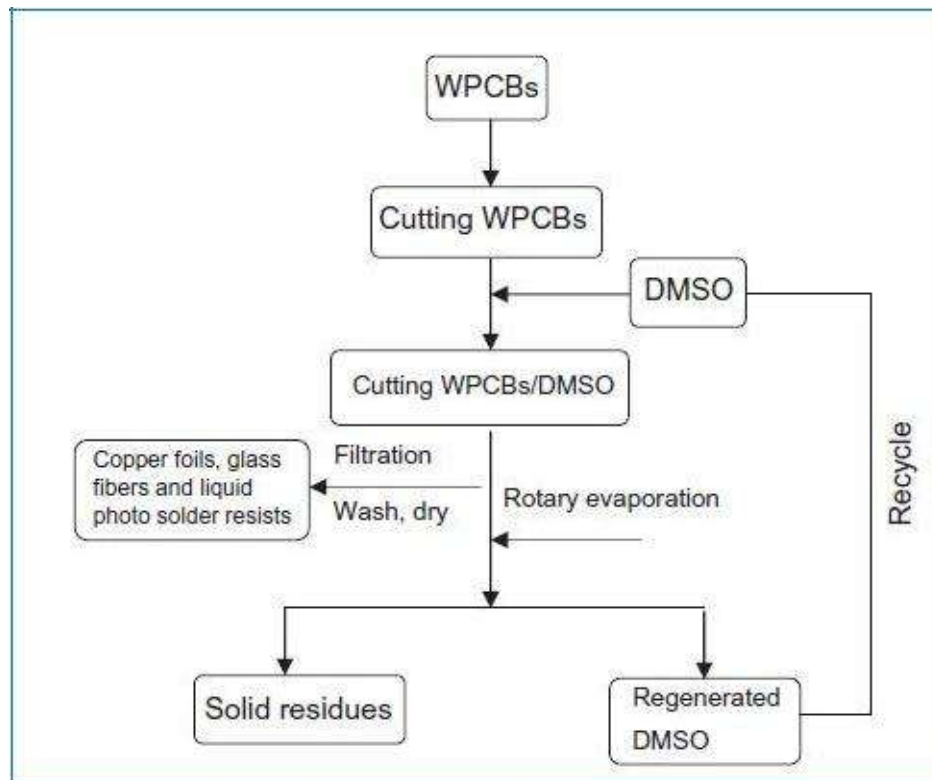 WPCBs
Cutting WPCBs
DMSO
Cutting WPCBs/DMSO
Copper foils, glass
fibers and liquid
photo solder resists
Filtration
Wash, dry
Rotary evaporation
Recycle
Solid residues
Regenerated
DMSO